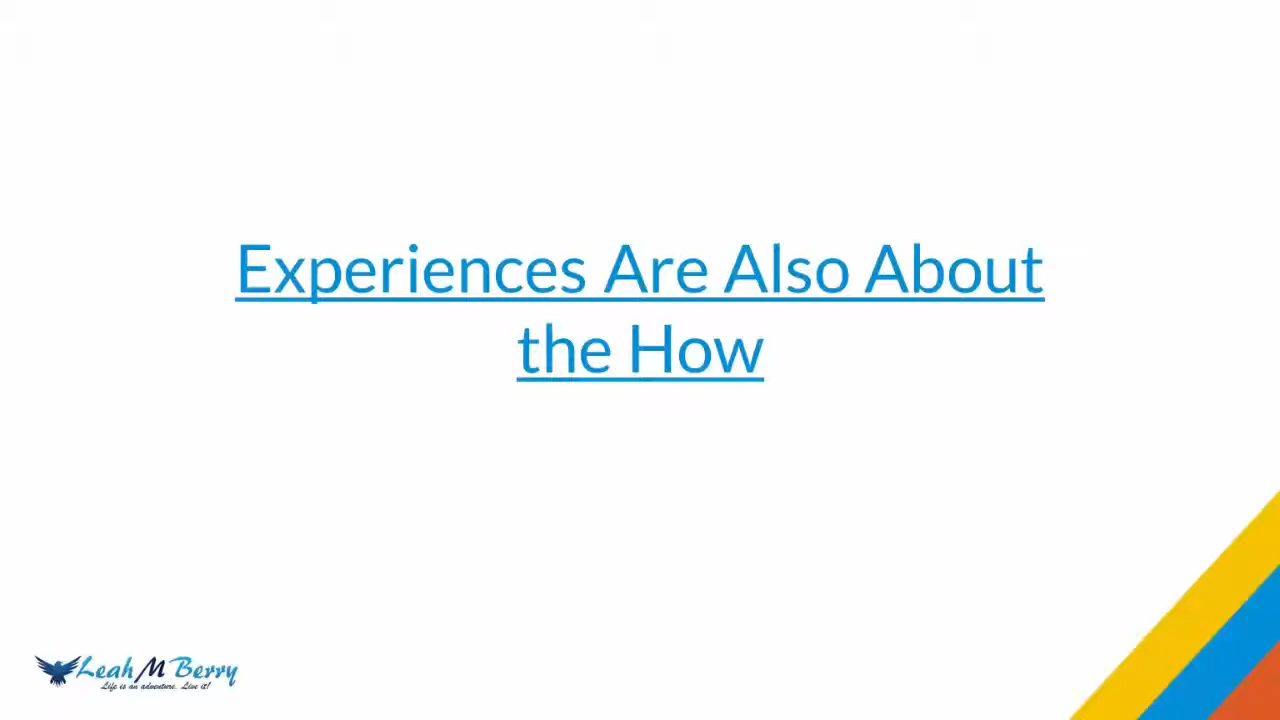 Experiences Are Also About
the How
Leah M Berry
Life is an adventure. Live it!